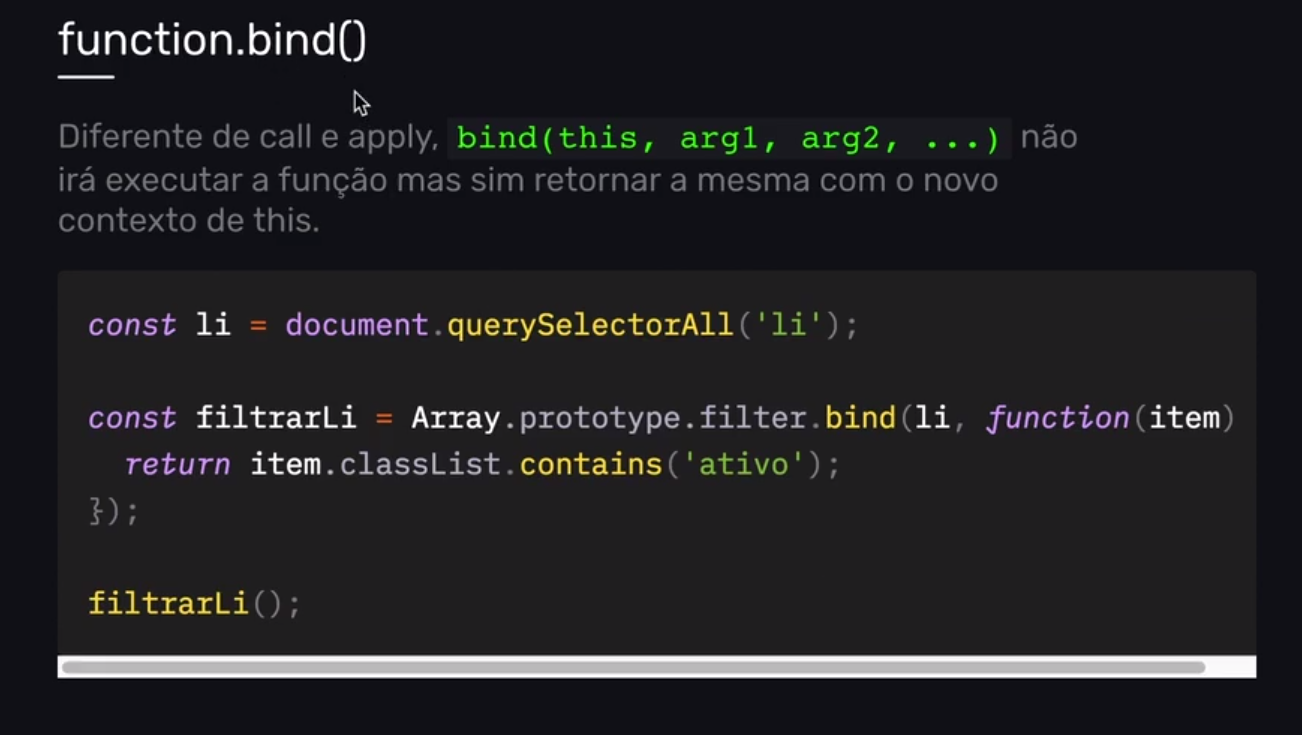 function.bind()
Diferente de call e apply, bind(this, arg1, arg2, ...) não
irá executar a função mas sim retornar a mesma com o novo
contexto de this.
const li = document.querySelectorAll('li');
const filtrarLi = Array.prototype.filter.bind(li, function(item)
  return item.classList.contains('ativo');
});
filtrarLi();